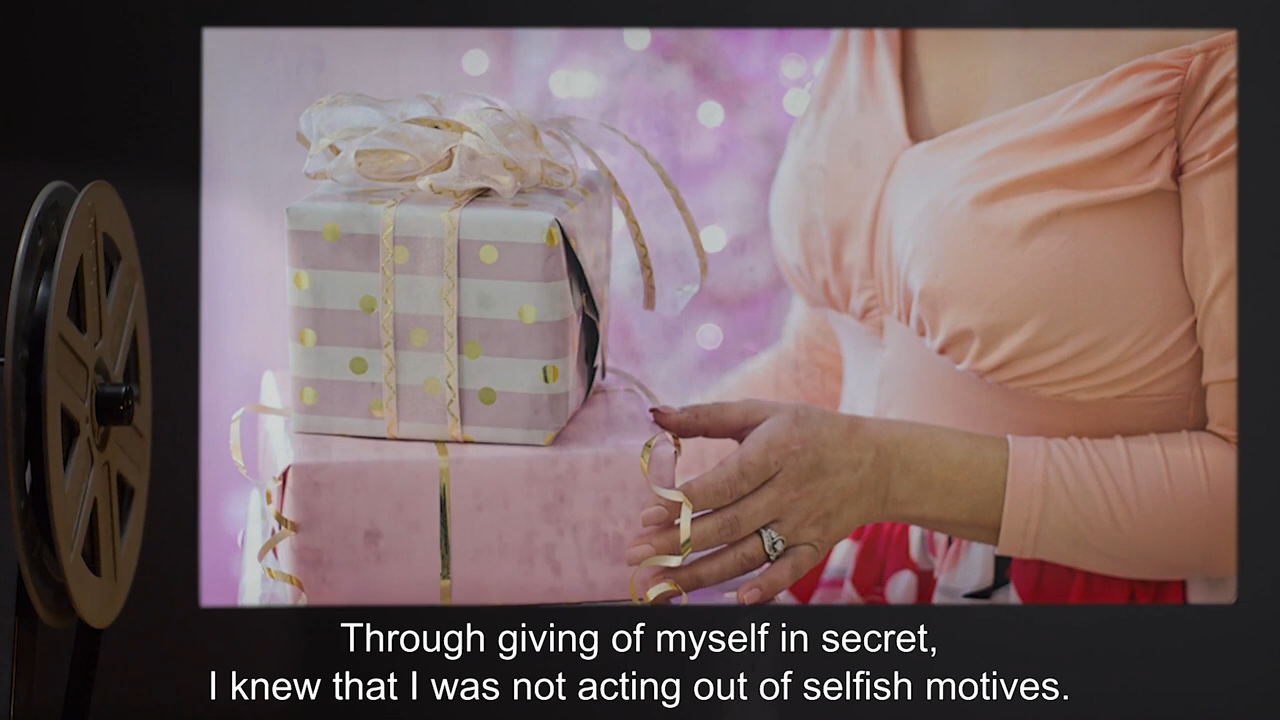 Through giving of myself in secret,
I knew that I was not acting out of selfish motives.